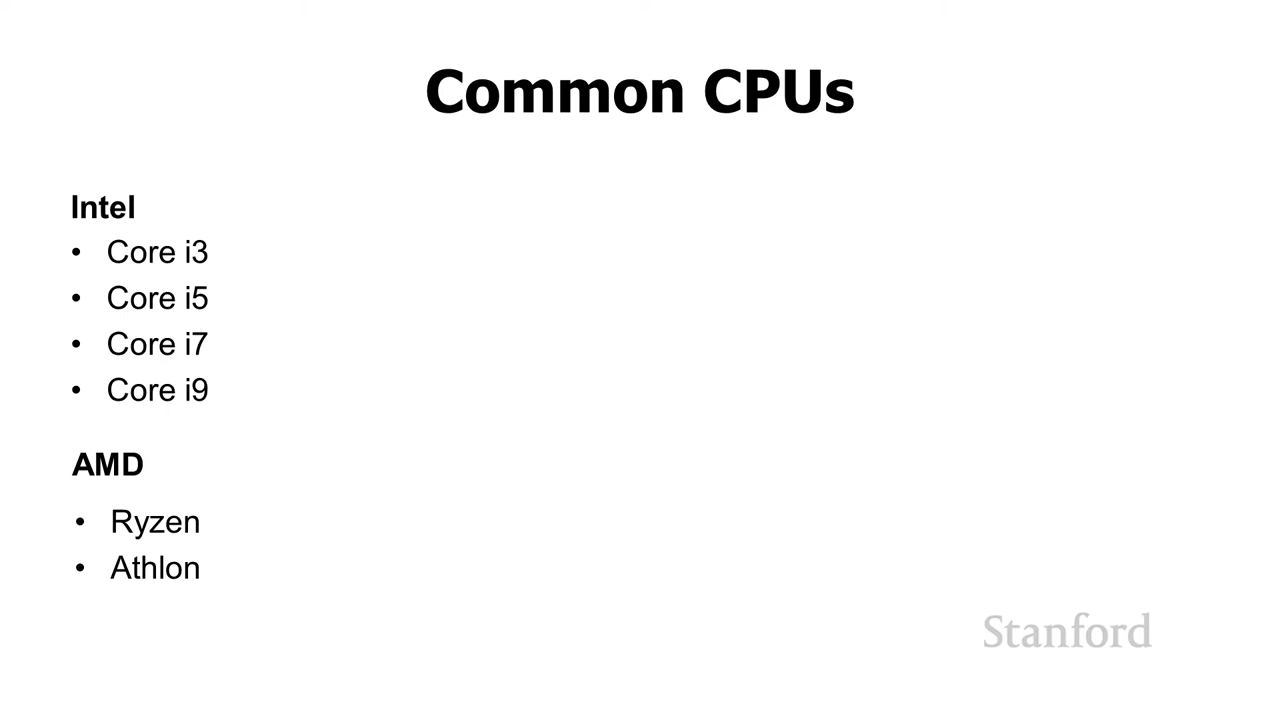 Common CPUs
Intel
• Core i3
• Core i5
• Core i7
• Core i9
AMD
• Ryzen
• Athlon
Stanford